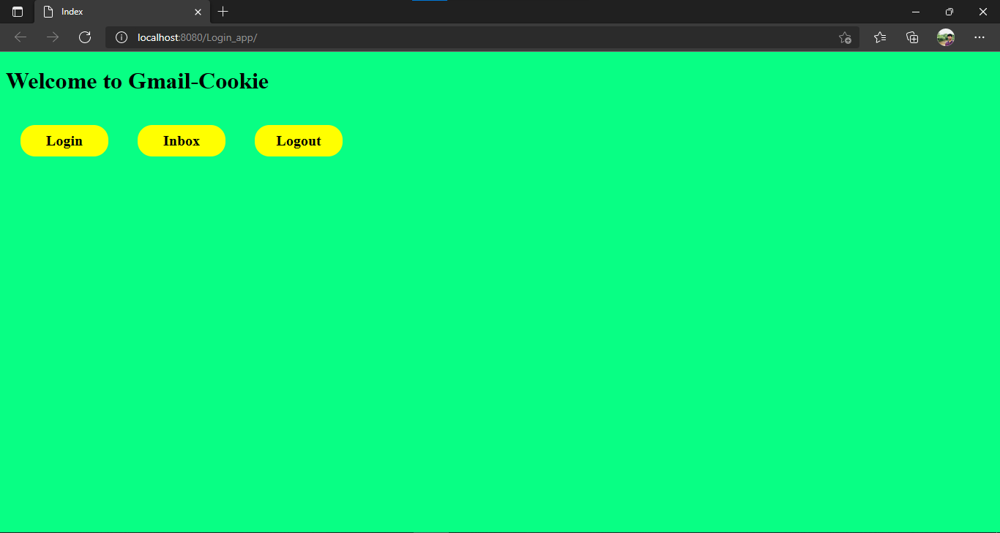 Index
localhost:8080/Login_app/
Welcome to Gmail-Cookie
Login Inbox Logout